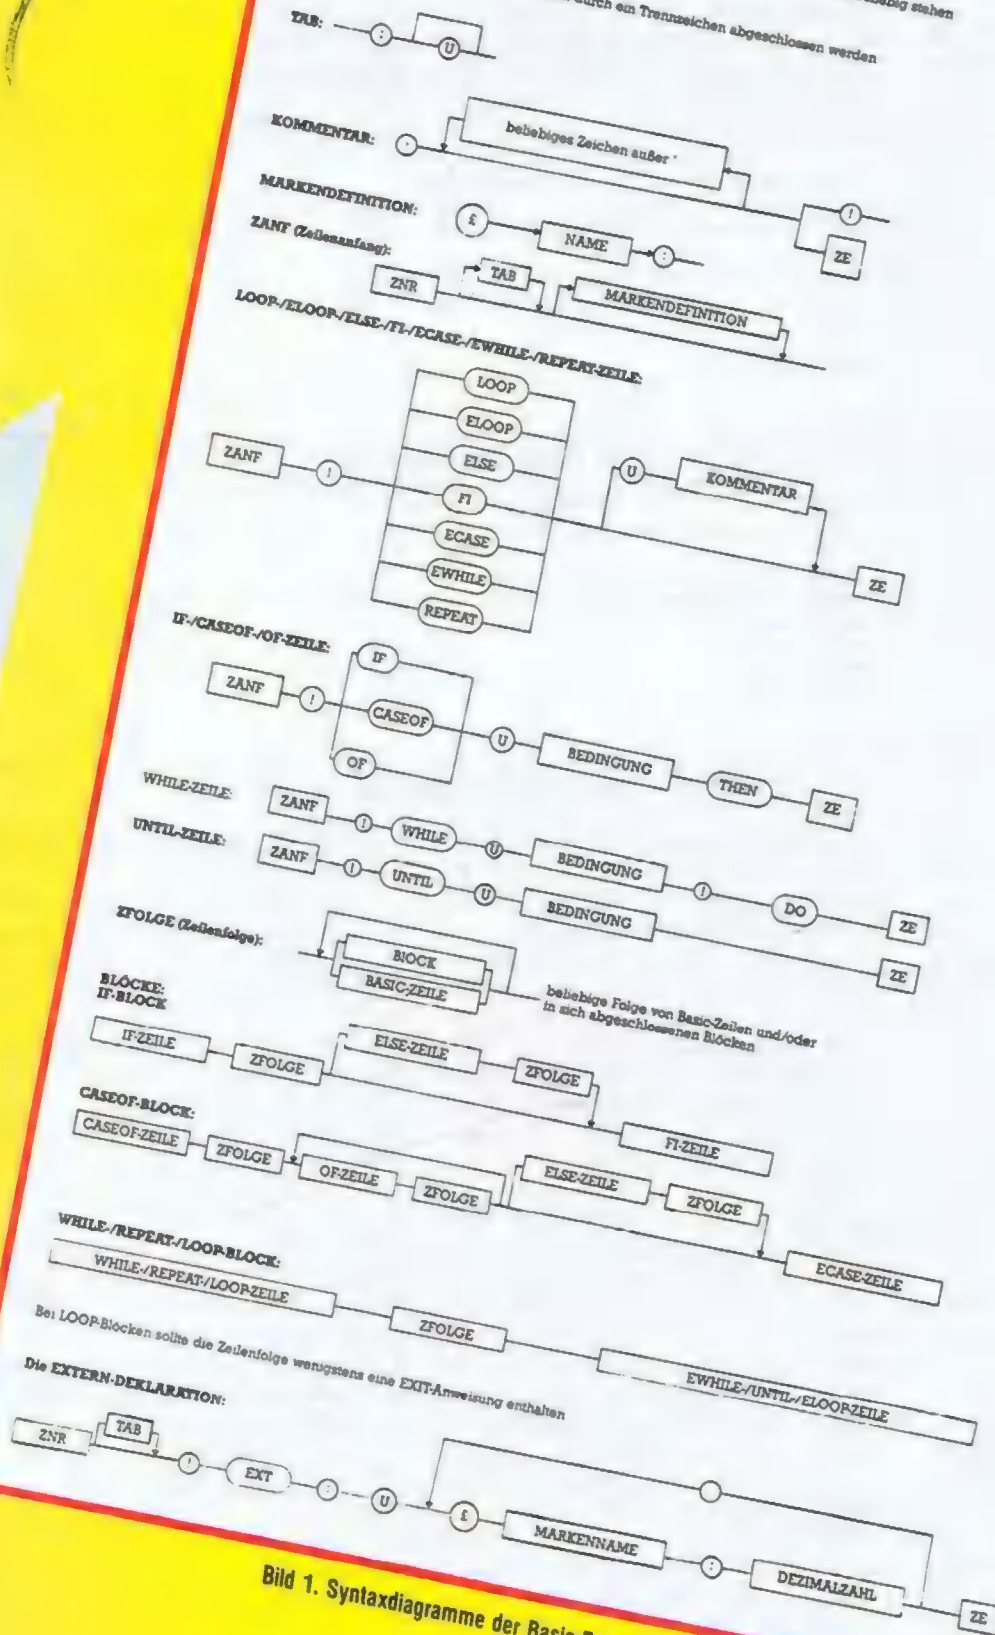 stehen
durch ein Trennzeichen abgeschlossen werden
TAB: : U
KOMMENTAR: beliebiges Zeichen außer ' ! ZE
MARKENDEFINITION: £ NAME :
ZANF (Zeilenanfang): ZNR TAB MARKENDEFINITION
LOOP-/ELOOP-/ELSE-/FI-/ECASE-/EWHILE-/REPEAT-ZEILE:
LOOP
ELOOP
ELSE
ZANF ! FI U KOMMENTAR ZE
ECASE
EWHILE
REPEAT
IF-/CASEOF-/OF-ZEILE:
IF
ZANF ! CASEOF U BEDINGUNG THEN ZE
OF
WHILE-ZEILE: ZANF ! WHILE U BEDINGUNG ! DO ZE
UNTIL-ZEILE: ZANF ! UNTIL U BEDINGUNG ZE
ZFOLGE (Zeilenfolge):
BLOCK
BASIC-ZEILE
beliebige Folge von Basic-Zeilen und/oder
in sich abgeschlossenen Blöcken
BLÖCKE:
IF-BLOCK
IF-ZEILE ZFOLGE ELSE-ZEILE ZFOLGE FI-ZEILE
CASEOF-BLOCK:
CASEOF-ZEILE ZFOLGE OF-ZEILE ZFOLGE ELSE-ZEILE ZFOLGE ECASE-ZEILE
WHILE-/REPEAT-/LOOP-BLOCK:
WHILE-/REPEAT-/LOOP-ZEILE ZFOLGE EWHILE-/UNTIL-/ELOOP-ZEILE
Bei LOOP-Blöcken sollte die Zeilenfolge wenigstens eine EXIT-Anweisung enthalten
Die EXTERN-DEKLARATION:
ZNR TAB ! EXT : U £ MARKENNAME : DEZIMALZAHL ZE
Bild 1. Syntaxdiagramme der Basic